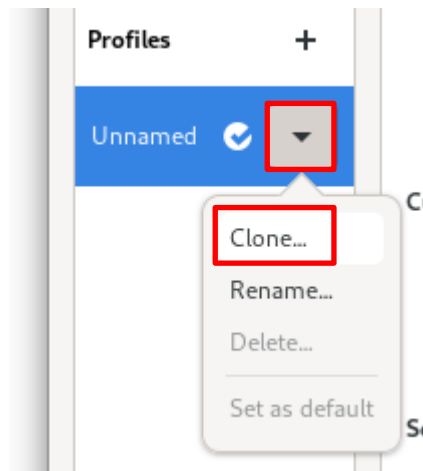 Profiles +
Unnamed
Clone...
Rename...
Delete...
Set as default